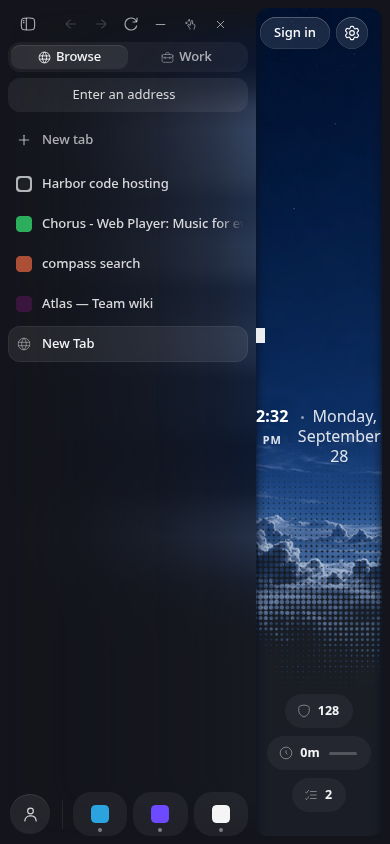 Browse
Work
Enter an address
New tab
Harbor code hosting
Chorus - Web Player: Music for
compass search
Atlas — Team wiki
New Tab
Sign in
2:32
PM
• Monday,
September
28
128
0m
2